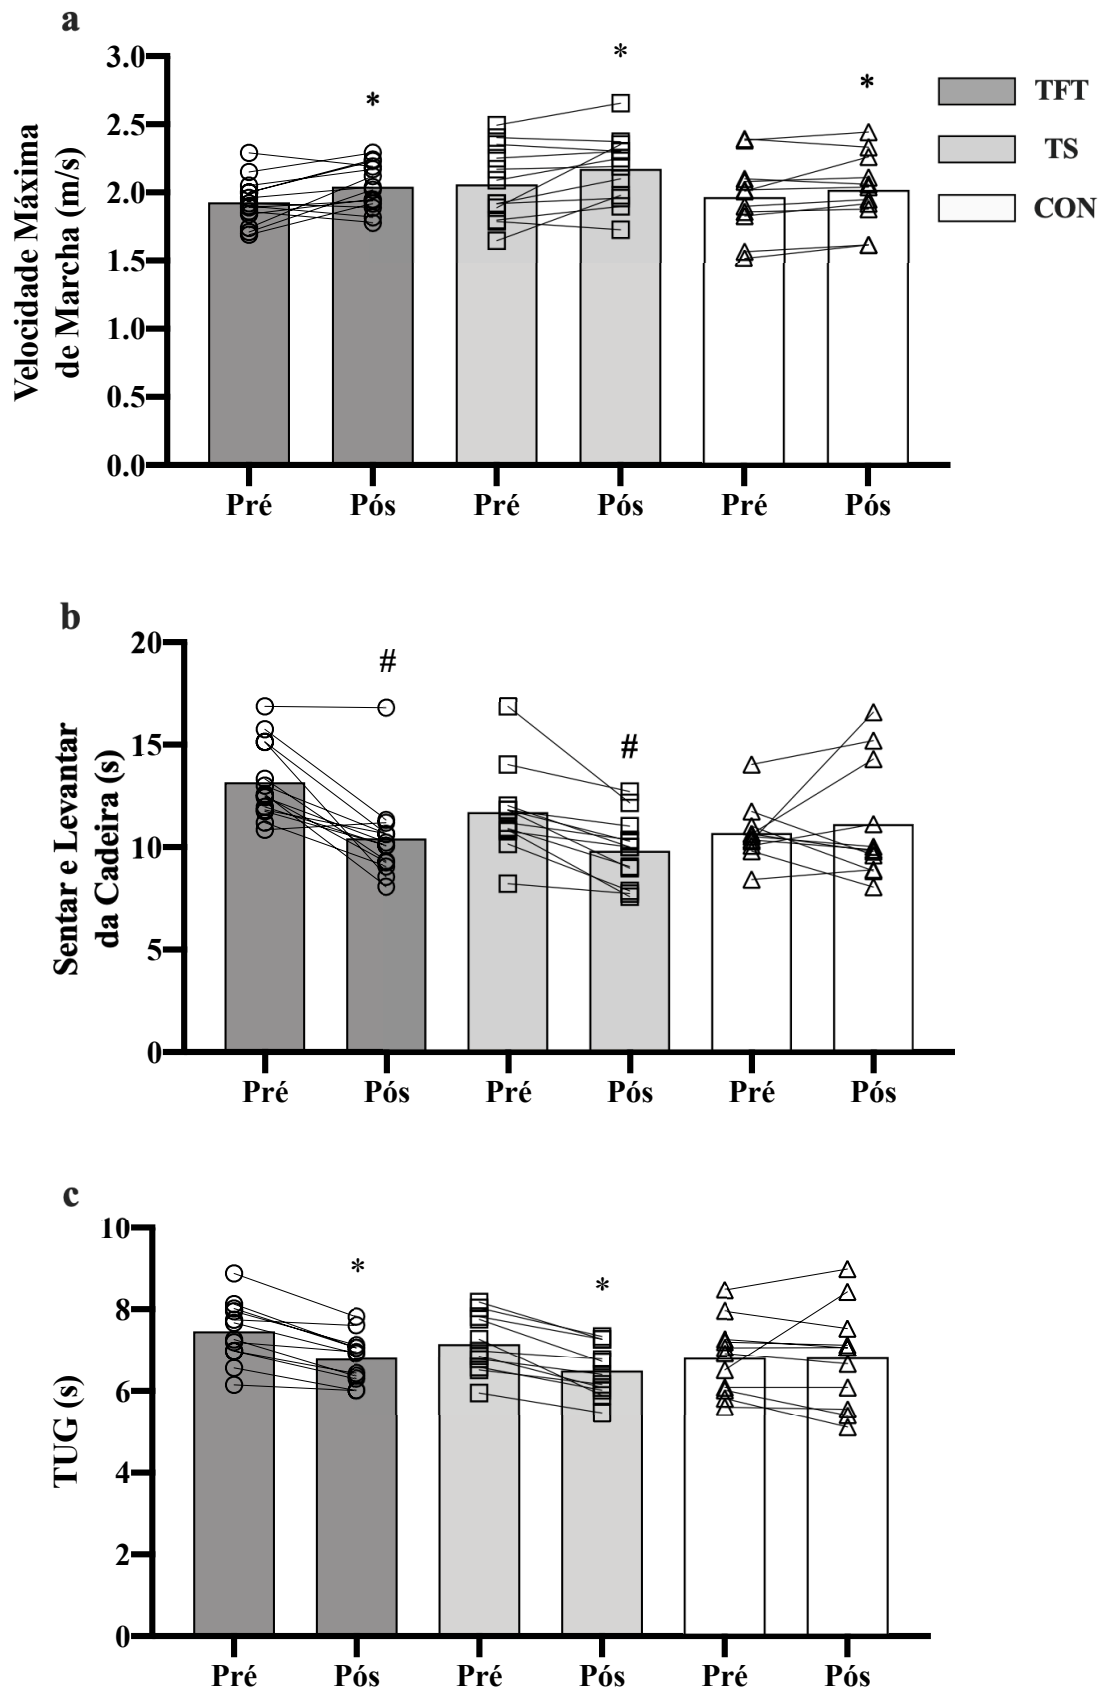 a
Velocidade Máxima
de Marcha (m/s)
3.0
2.5
2.0
1.5
1.0
0.5
0.0
*
*
*
Pré
Pós
Pré
Pós
Pré
Pós
TFT
TS
CON
b
Sentar e Levantar
da Cadeira (s)
20
15
10
5
0
#
#
Pré
Pós
Pré
Pós
Pré
Pós
c
TUG (s)
10
8
6
4
2
0
*
*
Pré
Pós
Pré
Pós
Pré
Pós